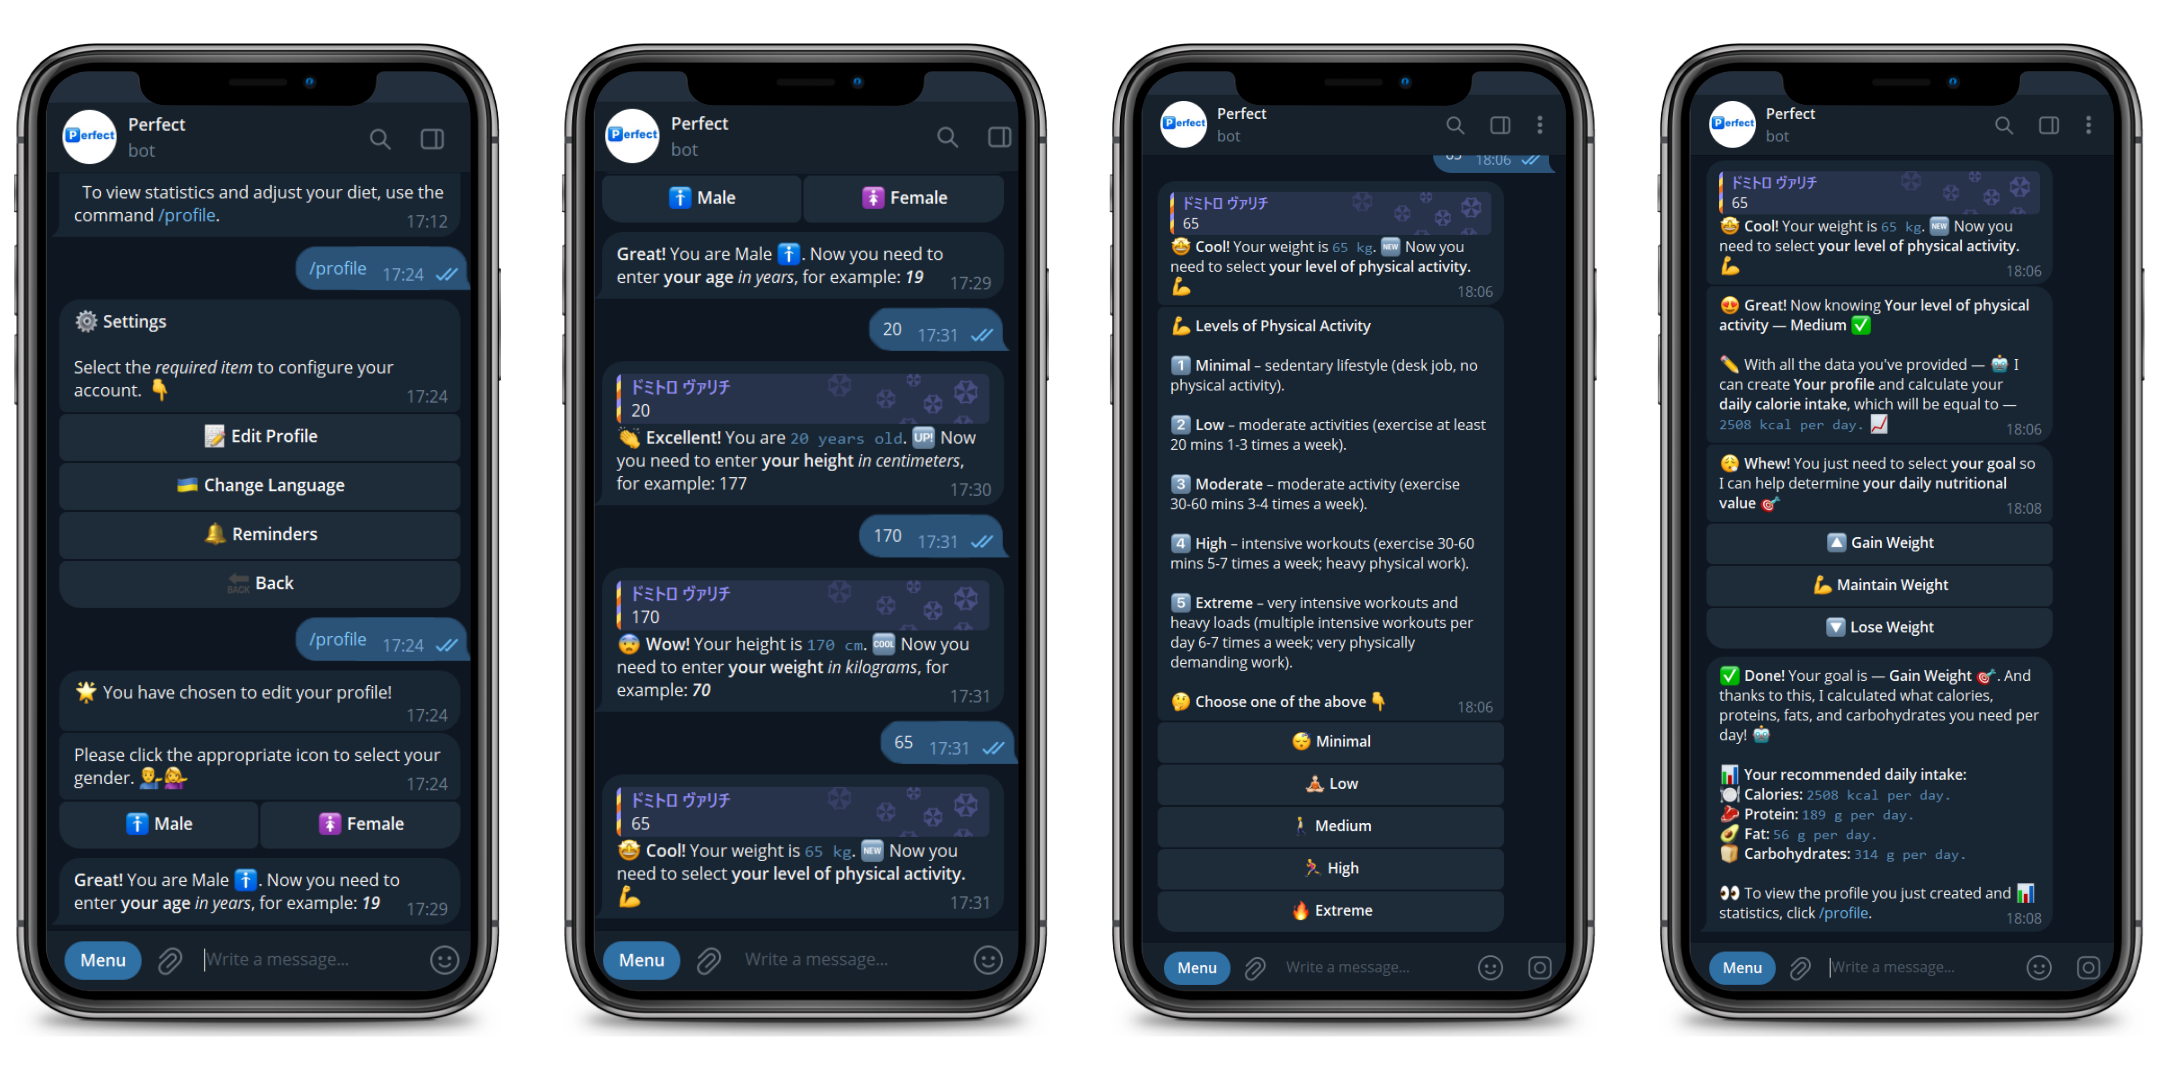 Perfect
Perfect
bot
To view statistics and adjust your diet, use the
command /profile.
17:12
/profile 17:24
Settings
Select the required item to configure your
account.
17:24
Edit Profile
Change Language
Reminders
BACK Back
/profile 17:24
You have chosen to edit your profile!
17:24
Please click the appropriate icon to select your
gender.
17:24
Male
Female
Great! You are Male . Now you need to
enter your age in years, for example: 19
17:29
Menu
Write a message...
Perfect
Perfect
bot
Male
Female
Great! You are Male . Now you need to
enter your age in years, for example: 19
17:29
20 17:31
ドミトロ ヴァリチ
20
Excellent! You are 20 years old. UP! Now
you need to enter your height in centimeters,
for example: 177
17:30
170 17:31
ドミトロ ヴァリチ
170
Wow! Your height is 170 cm. COOL Now you
need to enter your weight in kilograms, for
example: 70
17:31
65 17:31
ドミトロ ヴァリチ
65
Cool! Your weight is 65 kg. NEW Now you
need to select your level of physical activity.
17:31
Menu
Write a message...
Perfect
Perfect
bot
65 18:06
ドミトロ ヴァリチ
65
Cool! Your weight is 65 kg. NEW Now you
need to select your level of physical activity.
18:06
Levels of Physical Activity
1 Minimal – sedentary lifestyle (desk job, no
physical activity).
2 Low – moderate activities (exercise at least
20 mins 1-3 times a week).
3 Moderate – moderate activity (exercise
30-60 mins 3-4 times a week).
4 High – intensive workouts (exercise 30-60
mins 5-7 times a week; heavy physical work).
5 Extreme – very intensive workouts and
heavy loads (multiple intensive workouts per
day 6-7 times a week; very physically
demanding work).
Choose one of the above
18:06
Minimal
Low
Medium
High
Extreme
Menu
Write a message...
Perfect
Perfect
bot
ドミトロ ヴァリチ
65
Cool! Your weight is 65 kg. NEW Now you
need to select your level of physical activity.
18:06
Great! Now knowing Your level of physical
activity — Medium
With all the data you've provided — I
can create Your profile and calculate your
daily calorie intake, which will be equal to —
2508 kcal per day.
18:06
Whew! You just need to select your goal so
I can help determine your daily nutritional
value
18:08
Gain Weight
Maintain Weight
Lose Weight
Done! Your goal is — Gain Weight . And
thanks to this, I calculated what calories,
proteins, fats, and carbohydrates you need per
day!
Your recommended daily intake:
Calories: 2508 kcal per day.
Protein: 189 g per day.
Fat: 56 g per day.
Carbohydrates: 314 g per day.
To view the profile you just created and
statistics, click /profile.
18:08
Menu
Write a message...